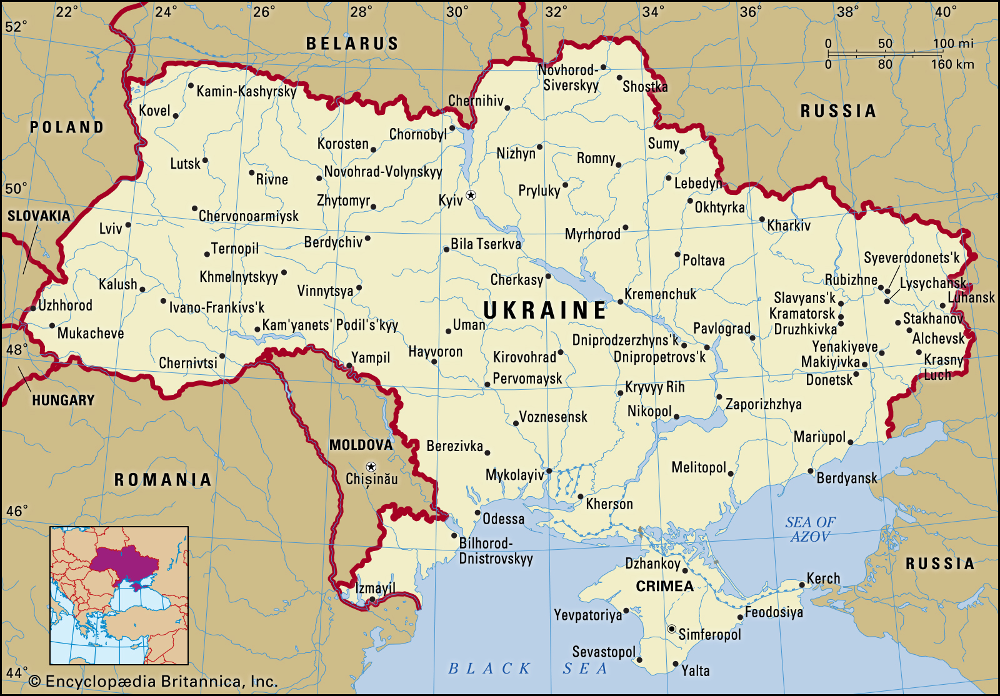 22° 24° 26° 28° 30° 32° 34° 36° 38° 40°
52°
BELARUS
0 50 100 mi
0 80 160 km
Novhorod-
Siverskyy
Shostka
Kamin-Kashyrsky
Chernihiv
Kovel
RUSSIA
POLAND
Chornobyl
Korosten
Sumy
Nizhyn
Romny
Lutsk
Novohrad-Volynskyy
Rivne
Lebedyn
50°
Pryluky
Kyiv
Zhytomyr
Okhtyrka
SLOVAKIA
Chervonoarmiysk
Kharkiv
Lviv
Myrhorod
Berdychiv
Bila Tserkva
Ternopil
Syeverodonets'k
Poltava
Khmelnytskyy
Cherkasy
Rubizhne
Lysychansk
Kalush
Vinnytsya
Kremenchuk
Slavyans'k
Luhansk
Uzhhorod
Ivano-Frankivs'k
UKRAINE
Kramatorsk
Stakhanov
Kam'yanets' Podil's'kyy
Uman
Pavlograd
Druzhkivka
Mukacheve
Dniprodzerzhyns'k
Alchevsk
48°
Hayvoron
Yenakiyeve
Chernivtsi
Yampil
Kirovohrad
Dnipropetrovs'k
Makiyivka
Krasny
Luch
Pervomaysk
Donetsk
HUNGARY
Kryvyy Rih
Zaporizhzhya
Nikopol
Voznesensk
Mariupol
MOLDOVA
Berezivka
Melitopol
Chișinău
Mykolayiv
Berdyansk
ROMANIA
Kherson
46°
Odessa
SEA OF
AZOV
Bilhorod-
Dnistrovskyy
Dzhankoy
RUSSIA
Kerch
CRIMEA
Izmayil
Yevpatoriya
Feodosiya
Simferopol
Sevastopol
BLACK SEA
Yalta
44°
© Encyclopædia Britannica, Inc.